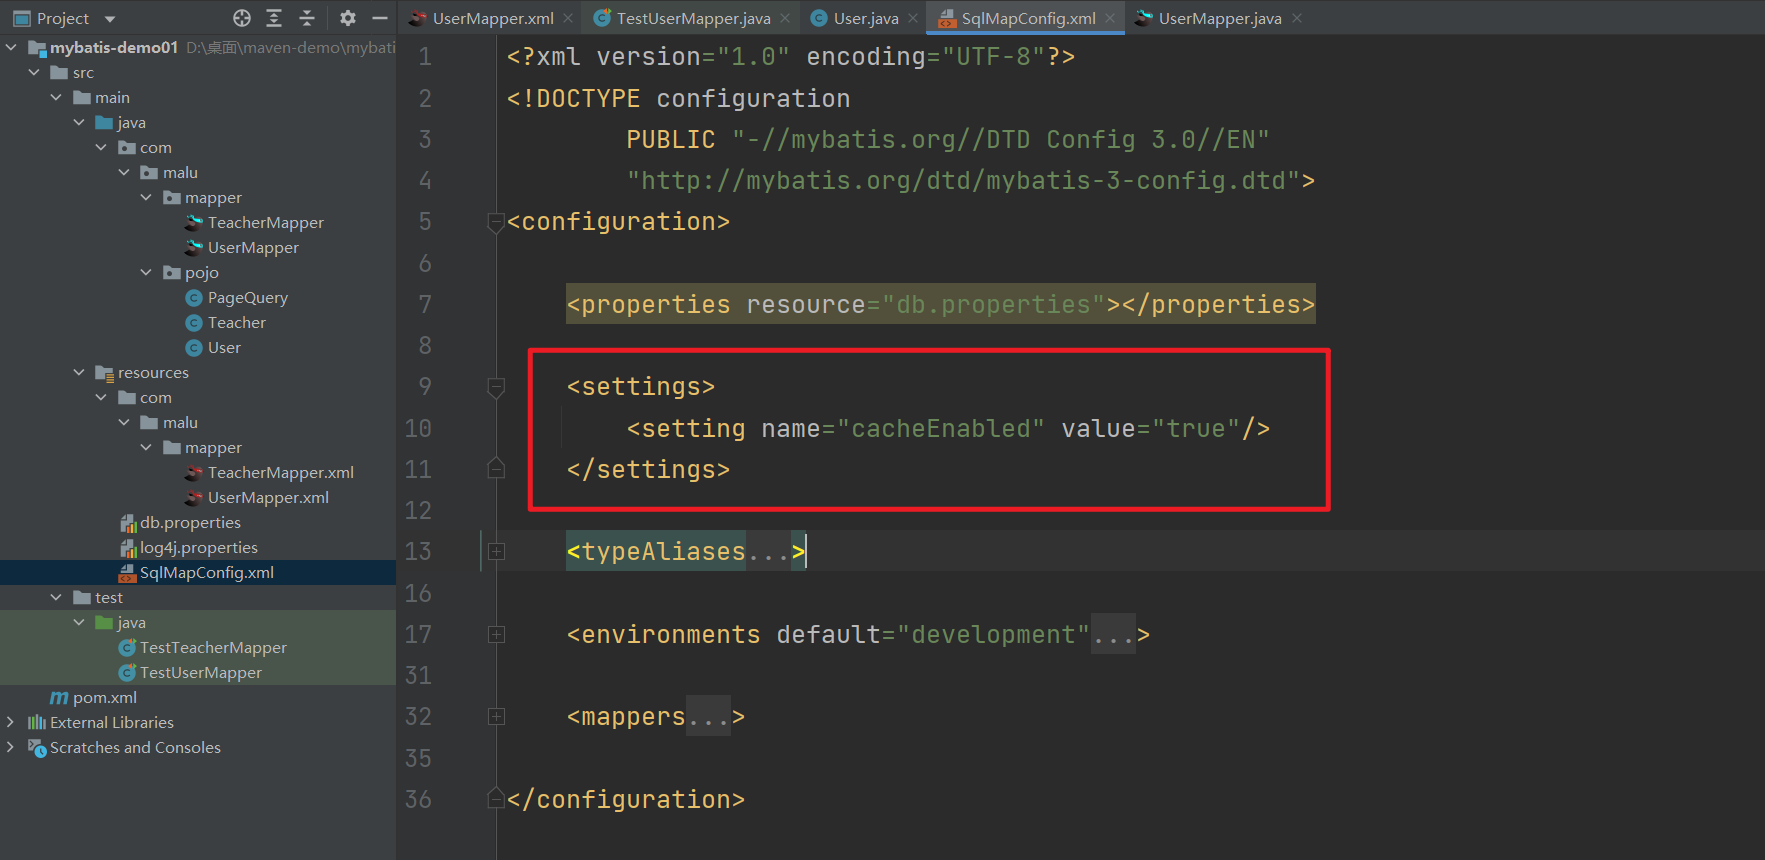 Project
UserMapper.xml
TestUserMapper.java
User.java
SqlMapConfig.xml
UserMapper.java
mybatis-demo01 D:\桌面\maven-demo\mybati
src
main
java
com
malu
mapper
TeacherMapper
UserMapper
pojo
PageQuery
Teacher
User
resources
com
malu
mapper
TeacherMapper.xml
UserMapper.xml
db.properties
log4j.properties
SqlMapConfig.xml
test
java
TestTeacherMapper
TestUserMapper
pom.xml
External Libraries
Scratches and Consoles
1 <?xml version="1.0" encoding="UTF-8"?>
2 <!DOCTYPE configuration
3 PUBLIC "-//mybatis.org//DTD Config 3.0//EN"
4 "http://mybatis.org/dtd/mybatis-3-config.dtd">
5 <configuration>
6
7 <properties resource="db.properties"></properties>
8
9 <settings>
10 <setting name="cacheEnabled" value="true"/>
11 </settings>
12
13 <typeAliases...>
16
17 <environments default="development"...>
31
32 <mappers...>
35
36 </configuration>